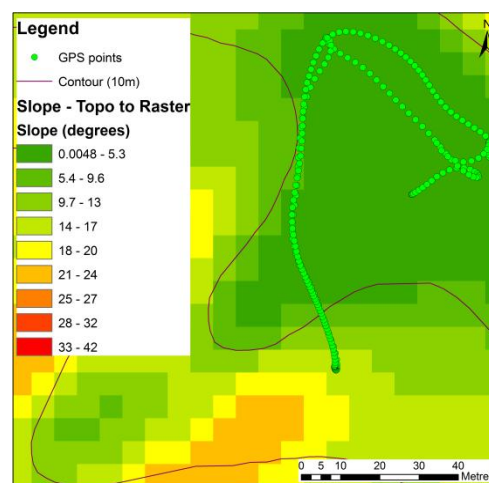 Legend
GPS points
Contour (10m)
Slope - Topo to Raster
Slope (degrees)
0.0048 - 5.3
5.4 - 9.6
9.7 - 13
14 - 17
18 - 20
21 - 24
25 - 27
28 - 32
33 - 42
N
0 5 10 20 30 40
Metre